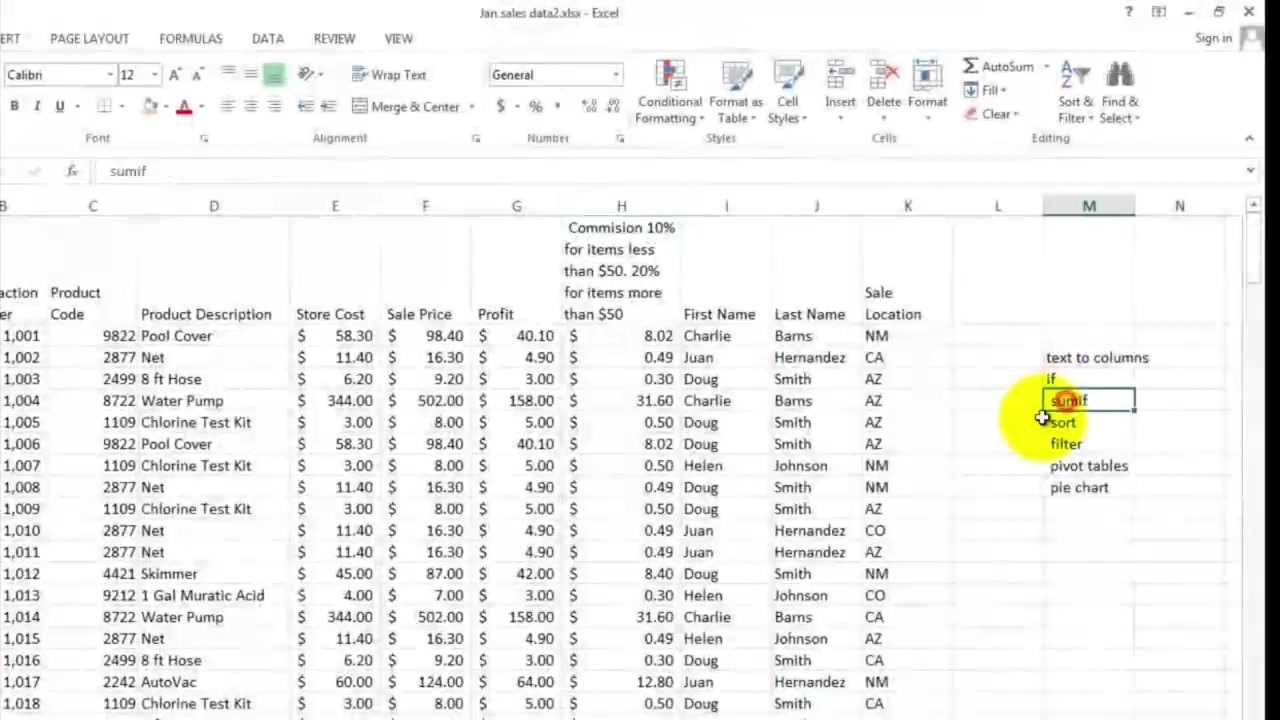 Jan sales data2.xlsx - Excel
?
ERT PAGE LAYOUT FORMULAS DATA REVIEW VIEW Sign in
Calibri 12 A A Wrap Text General AutoSum
B I U A Merge & Center $ % Fill
Conditional Formatting Format as Table Cell Styles Insert Delete Format Clear Sort & Filter Find & Select
Font Alignment Number Styles Cells Editing
fx sumif
B C D E F G H I J K L M N
Commision 10%
for items less
than $50. 20%
action Product for items more Sale
er Code Product Description Store Cost Sale Price Profit than $50 First Name Last Name Location
1,001 9822 Pool Cover $ 58.30 $ 98.40 $ 40.10 $ 8.02 Charlie Barns NM
1,002 2877 Net $ 11.40 $ 16.30 $ 4.90 $ 0.49 Juan Hernandez CA text to columns
1,003 2499 8 ft Hose $ 6.20 $ 9.20 $ 3.00 $ 0.30 Doug Smith AZ if
1,004 8722 Water Pump $ 344.00 $ 502.00 $ 158.00 $ 31.60 Charlie Barns AZ sumif
1,005 1109 Chlorine Test Kit $ 3.00 $ 8.00 $ 5.00 $ 0.50 Doug Smith AZ sort
1,006 9822 Pool Cover $ 58.30 $ 98.40 $ 40.10 $ 8.02 Doug Smith AZ filter
1,007 1109 Chlorine Test Kit $ 3.00 $ 8.00 $ 5.00 $ 0.50 Helen Johnson NM pivot tables
1,008 2877 Net $ 11.40 $ 16.30 $ 4.90 $ 0.49 Doug Smith NM pie chart
1,009 1109 Chlorine Test Kit $ 3.00 $ 8.00 $ 5.00 $ 0.50 Doug Smith AZ
1,010 2877 Net $ 11.40 $ 16.30 $ 4.90 $ 0.49 Juan Hernandez CO
1,011 2877 Net $ 11.40 $ 16.30 $ 4.90 $ 0.49 Juan Hernandez AZ
1,012 4421 Skimmer $ 45.00 $ 87.00 $ 42.00 $ 8.40 Doug Smith NM
1,013 9212 1 Gal Muratic Acid $ 4.00 $ 7.00 $ 3.00 $ 0.30 Helen Johnson CO
1,014 8722 Water Pump $ 344.00 $ 502.00 $ 158.00 $ 31.60 Charlie Barns CA
1,015 2877 Net $ 11.40 $ 16.30 $ 4.90 $ 0.49 Helen Johnson AZ
1,016 2499 8 ft Hose $ 6.20 $ 9.20 $ 3.00 $ 0.30 Doug Smith CA
1,017 2242 AutoVac $ 60.00 $ 124.00 $ 64.00 $ 12.80 Juan Hernandez NM
1,018 1109 Chlorine Test Kit $ 3.00 $ 8.00 $ 5.00 $ 0.50 Doug Smith CA